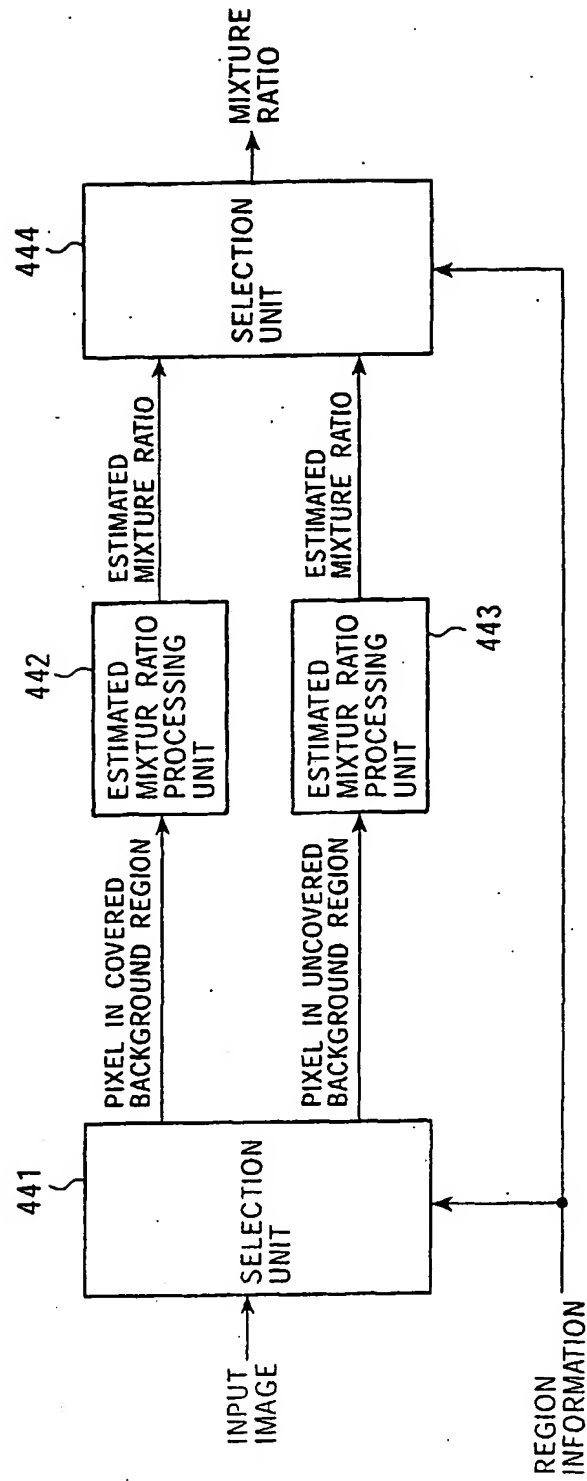 INPUT
IMAGE
REGION
INFORMATION
441
SELECTION
UNIT
PIXEL IN COVERED
BACKGROUND REGION
PIXEL IN UNCOVERED
BACKGROUND REGION
442
ESTIMATED
MIXTUR RATIO
PROCESSING
UNIT
ESTIMATED
MIXTUR RATIO
PROCESSING
UNIT
443
ESTIMATED
MIXTURE RATIO
ESTIMATED
MIXTURE RATIO
444
SELECTION
UNIT
MIXTURE
RATIO